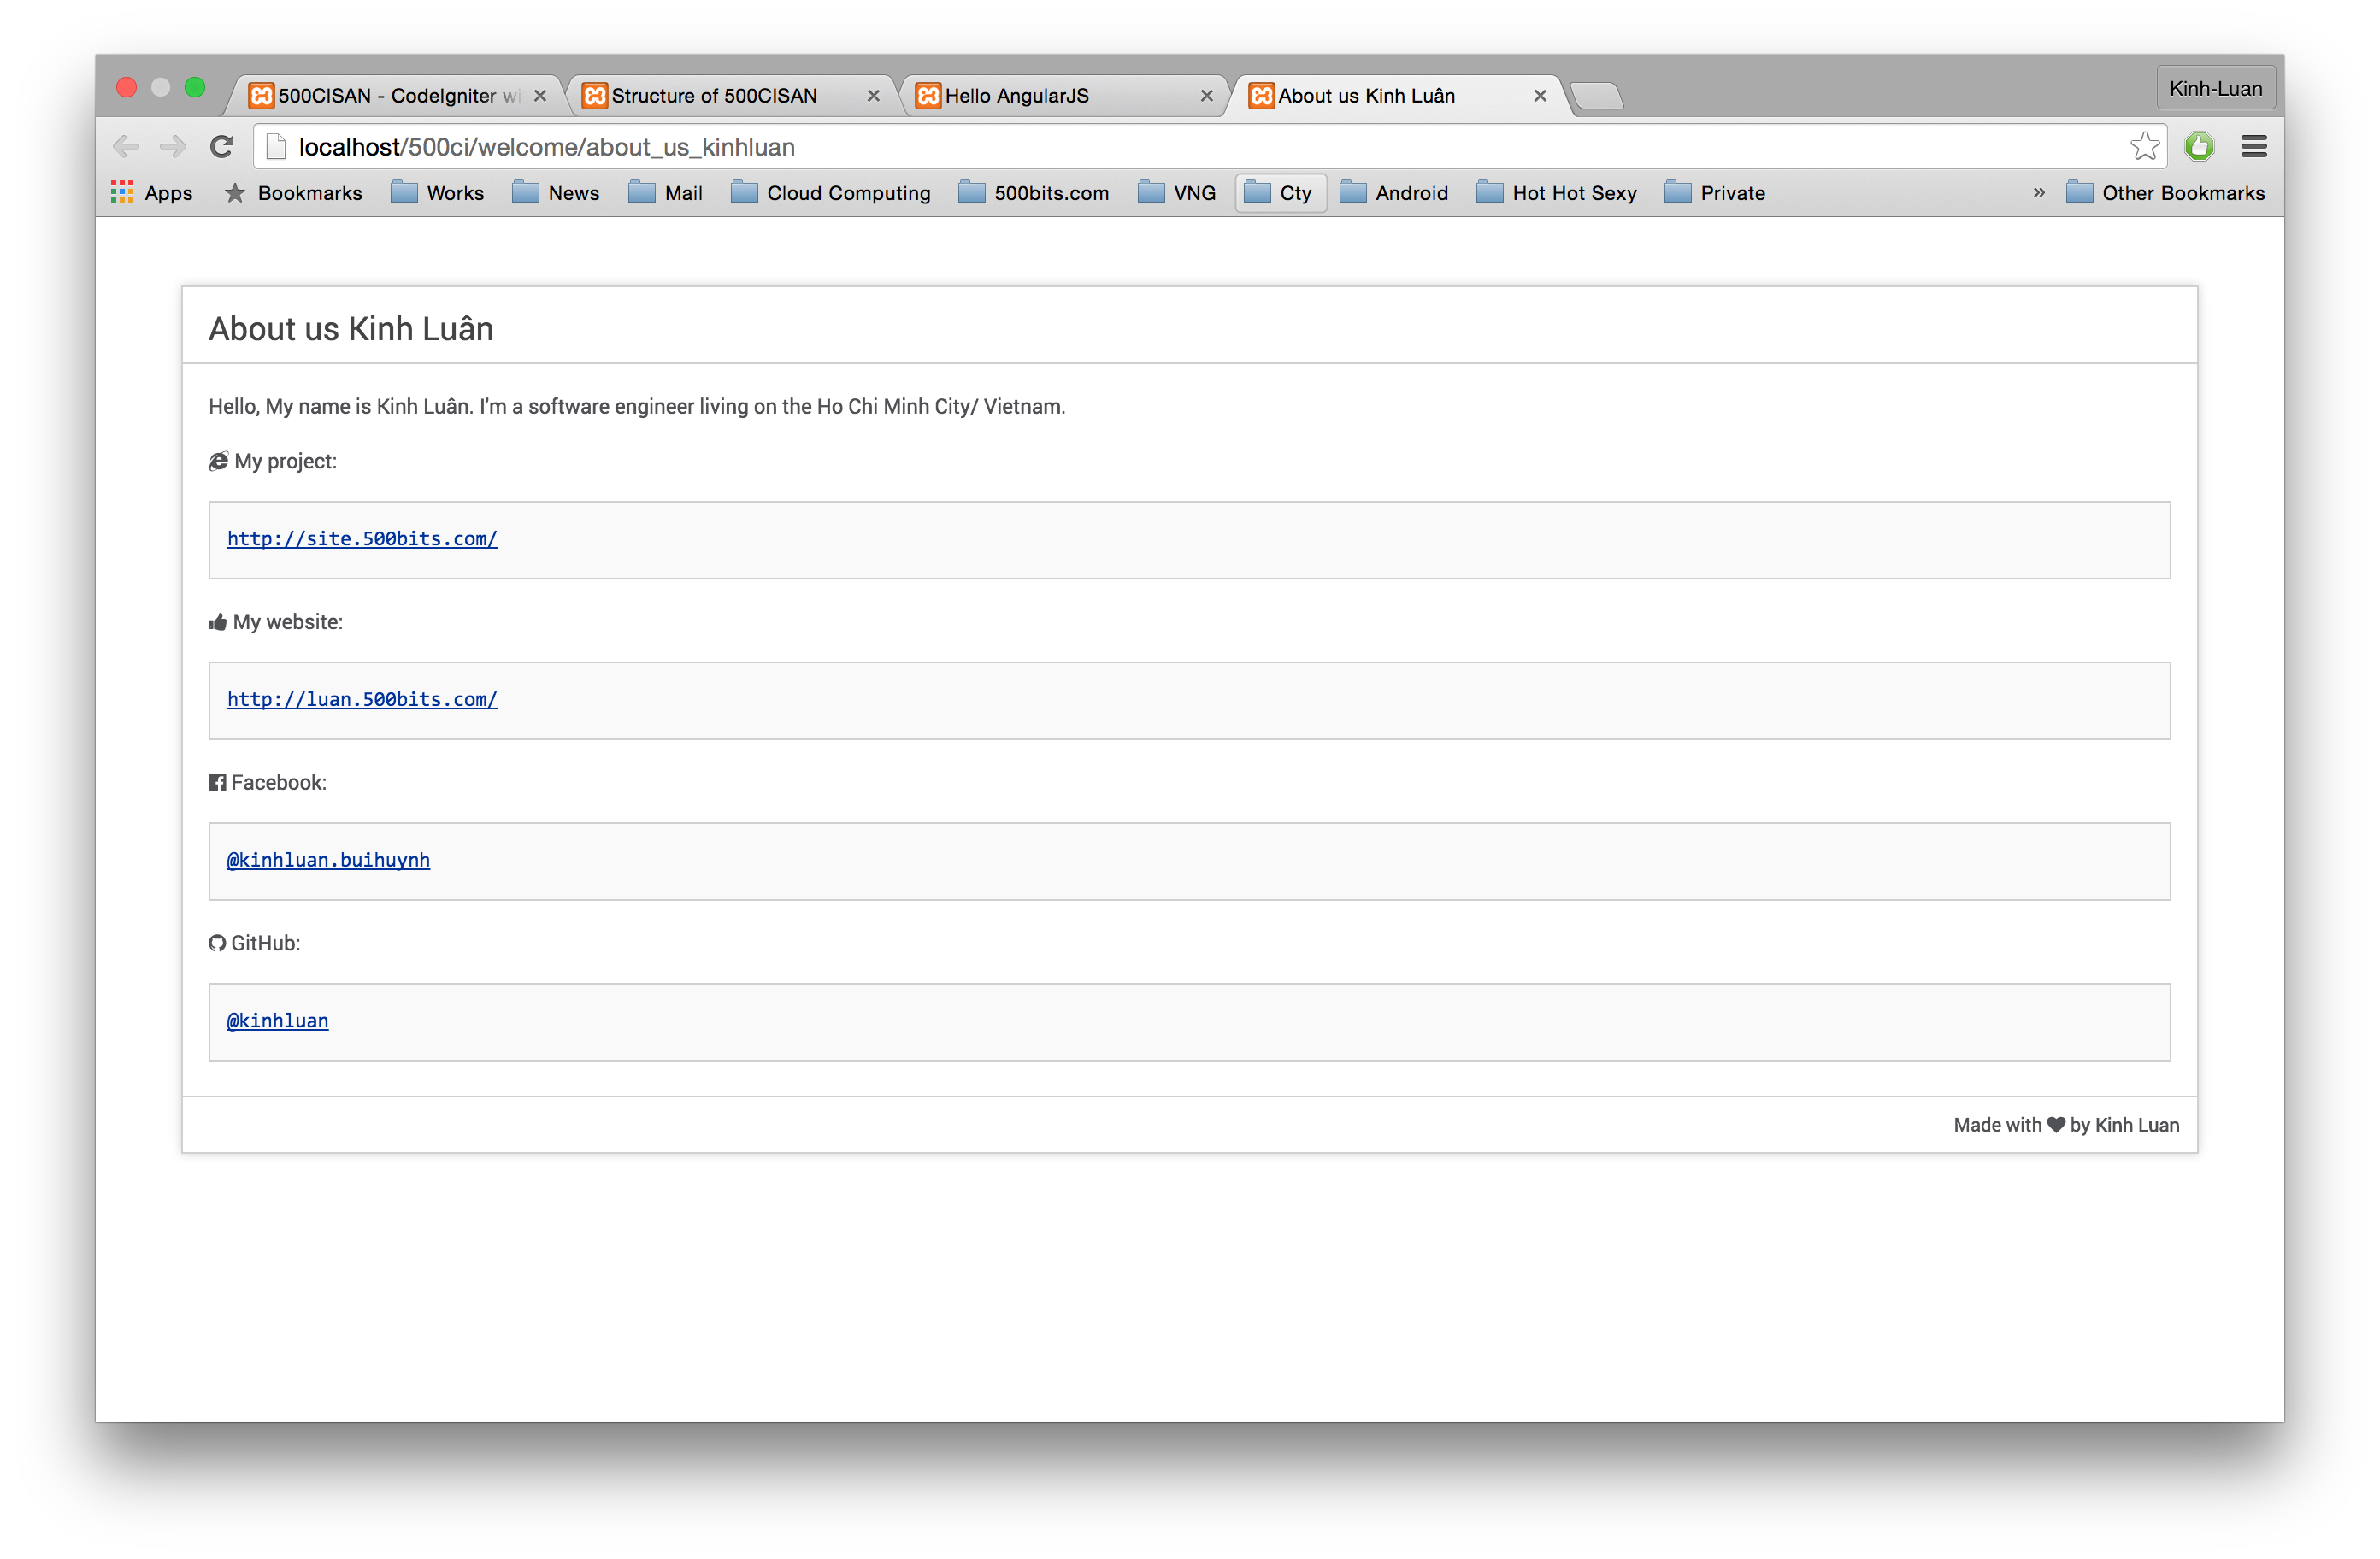 500CISAN - CodeIgniter wi
Structure of 500CISAN
Hello AngularJS
About us Kinh Luân
Kinh-Luan
localhost/500ci/welcome/about_us_kinhluan
Apps Bookmarks Works News Mail Cloud Computing 500bits.com VNG Cty Android Hot Hot Sexy Private » Other Bookmarks
About us Kinh Luân
Hello, My name is Kinh Luân. I'm a software engineer living on the Ho Chi Minh City/ Vietnam.
My project:
http://site.500bits.com/
My website:
http://luan.500bits.com/
Facebook:
@kinhluan.buihuynh
GitHub:
@kinhluan
Made with ♥ by Kinh Luan